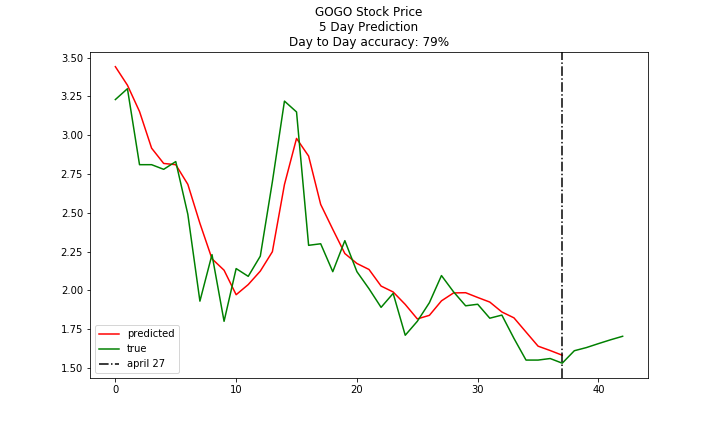 GOGO Stock Price
5 Day Prediction
Day to Day accuracy: 79%
3.50
3.25
3.00
2.75
2.50
2.25
2.00
1.75
1.50
predicted
true
april 27
0 10 20 30 40